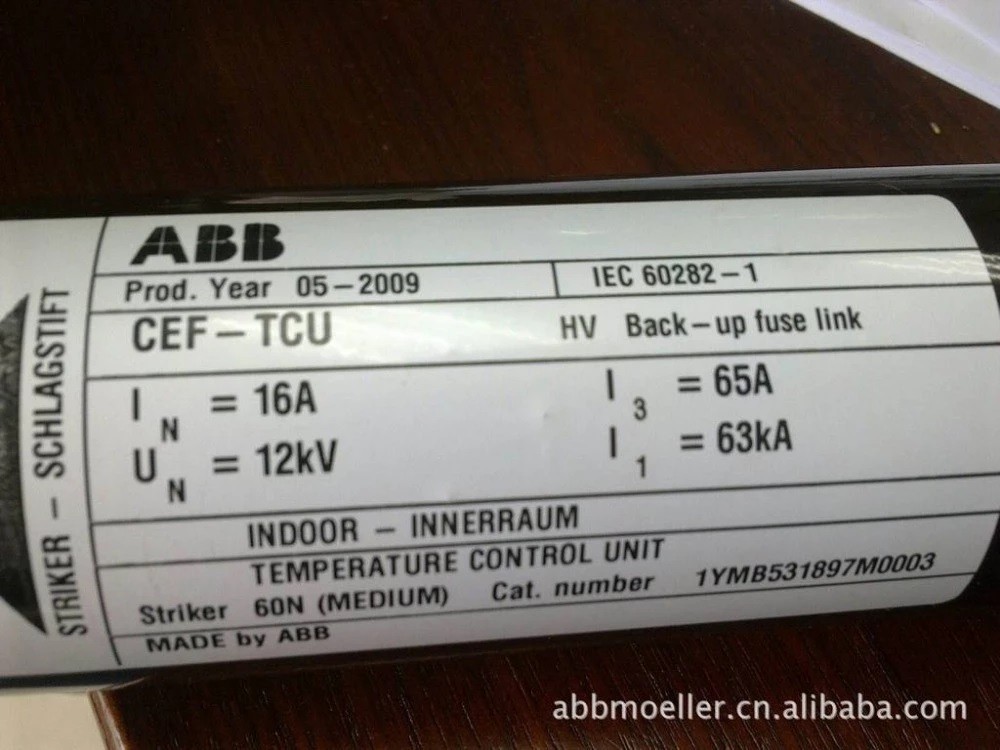 ABB
Prod. Year 05-2009 IEC 60282-1
CEF-TCU HV Back-up fuse link
I N = 16A I 3 = 65A
U N = 12kV I 1 = 63kA
INDOOR - INNERRAUM
TEMPERATURE CONTROL UNIT
Striker 60N (MEDIUM) Cat. number 1YMB531897M0003
MADE by ABB
STRIKER - SCHLAGSTIFT
abbmoeller.cn.alibaba.com